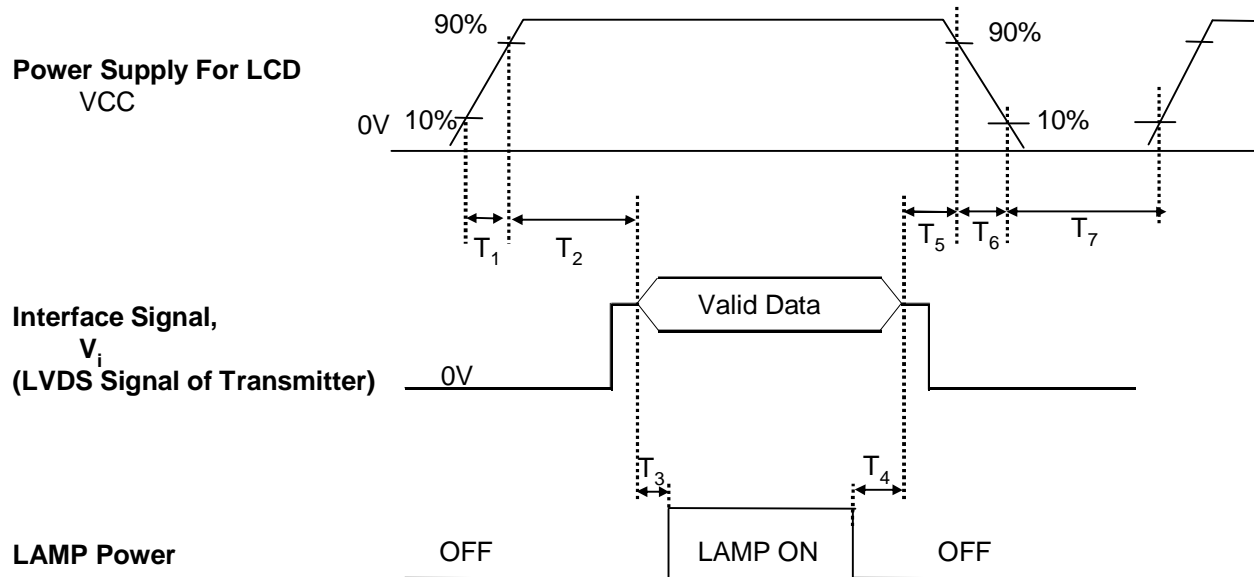 90%
90%
Power Supply For LCD
VCC
0V
10%
10%
T1
T2
T5
T6
T7
Valid Data
Interface Signal,
Vi
(LVDS Signal of Transmitter)
0V
T3
T4
LAMP Power
OFF
LAMP ON
OFF